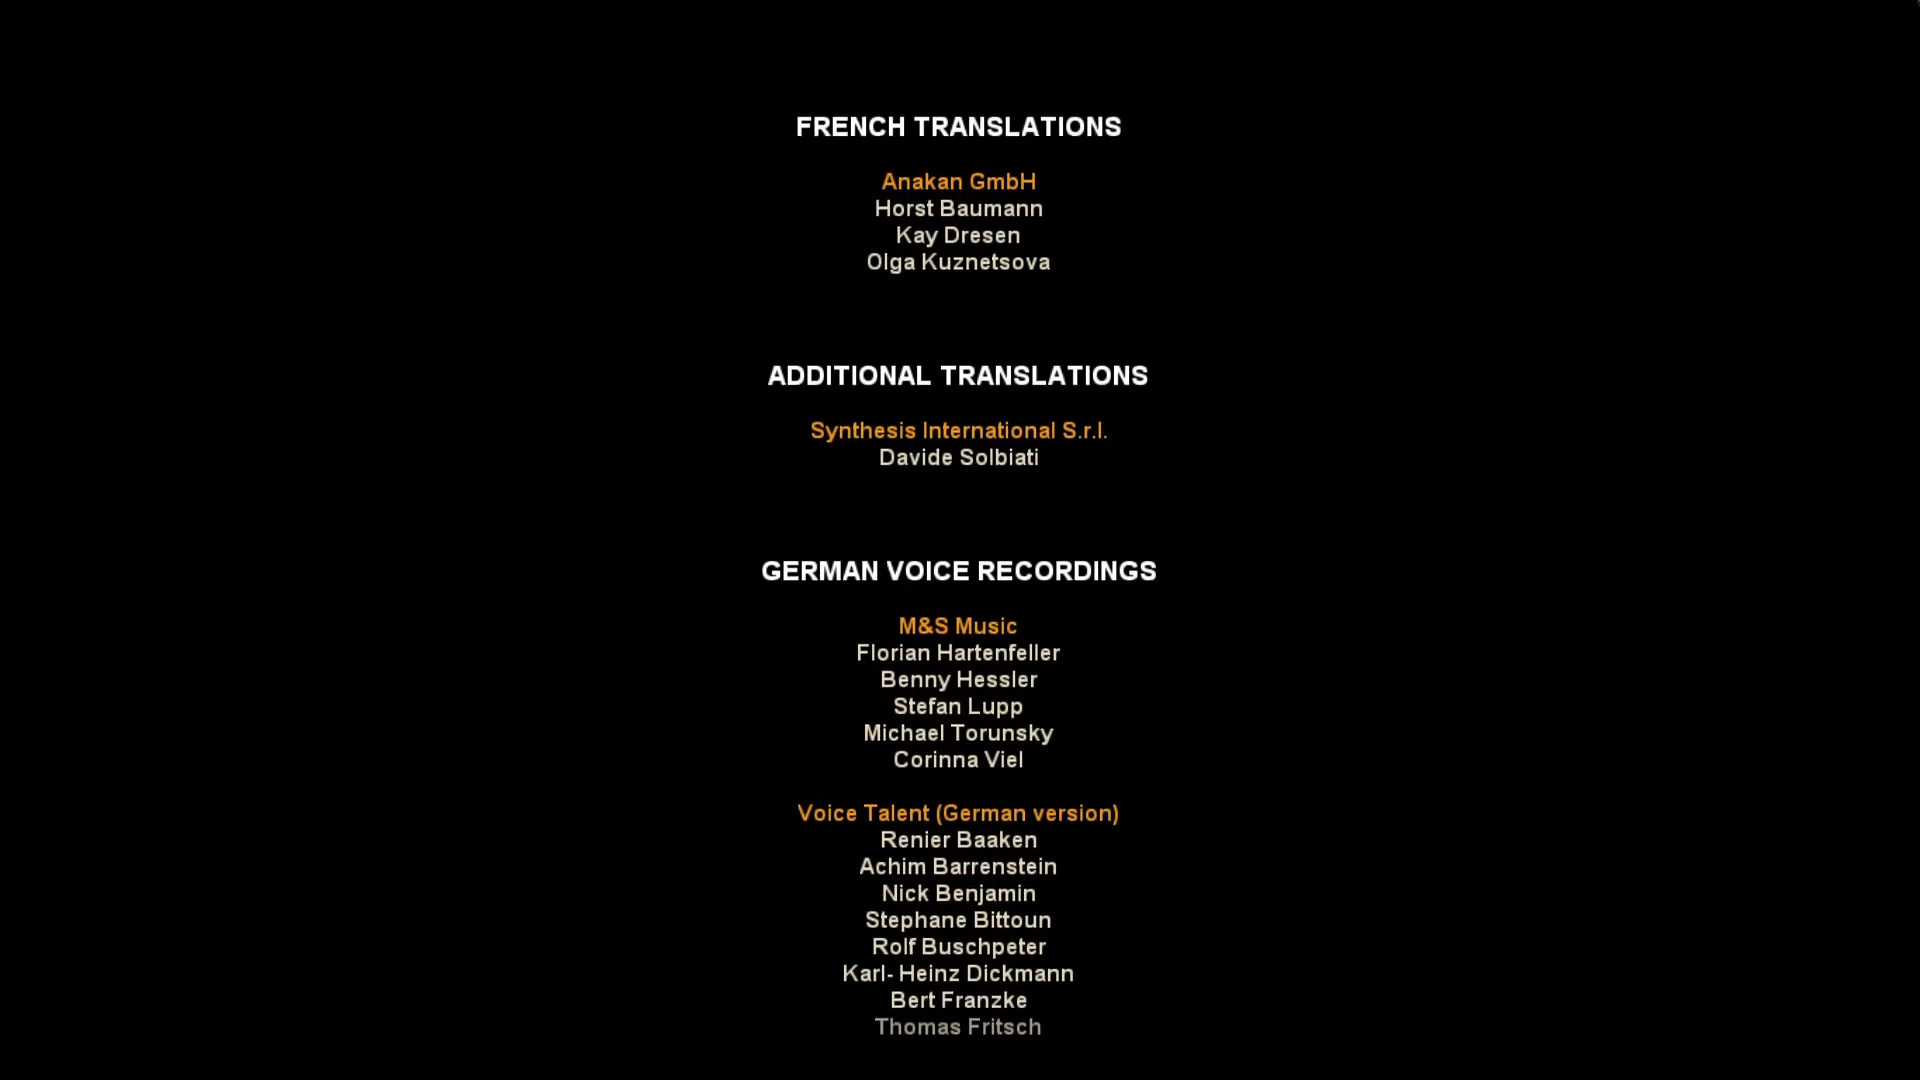 FRENCH TRANSLATIONS
Anakan GmbH
Horst Baumann
Kay Dresen
Olga Kuznetsova
ADDITIONAL TRANSLATIONS
Synthesis International S.r.l.
Davide Solbiati
GERMAN VOICE RECORDINGS
M&S Music
Florian Hartenfeller
Benny Hessler
Stefan Lupp
Michael Torunsky
Corinna Viel
Voice Talent (German version)
Renier Baaken
Achim Barrenstein
Nick Benjamin
Stephane Bittoun
Rolf Buschpeter
Karl- Heinz Dickmann
Bert Franzke
Thomas Fritsch